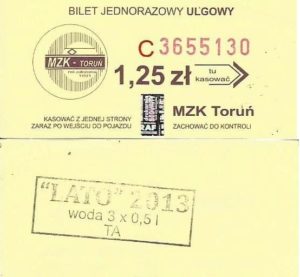 BILET JEDNORAZOWY ULGOWY
C 3655130
MZK - TORUŃ
1,25 zł
tu
kasować
MZK Toruń
KASOWAĆ Z JEDNEJ STRONY
ZARAZ PO WEJŚCIU DO POJAZDU
ZACHOWAĆ DO KONTROLI
"LATO" 2013
woda 3 x 0,5 l
TA